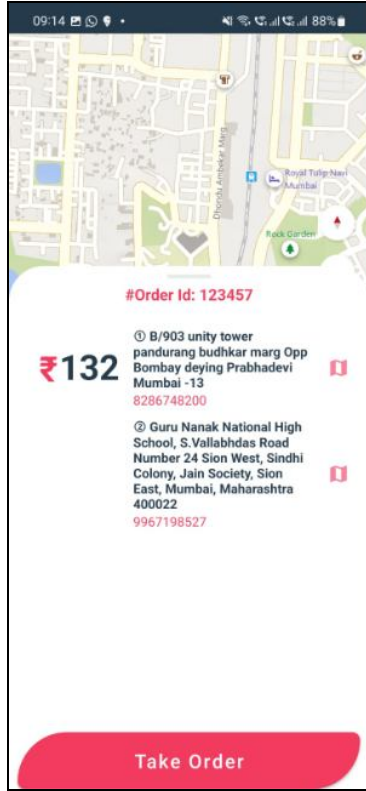 09:14
88%
Dhondu Ambekar Marg
Royal Tulip Navi
Mumbai
Rock Garden
#Order Id: 123457
₹132
① B/903 unity tower
pandurang budhkar marg Opp
Bombay deying Prabhadevi
Mumbai -13
8286748200
② Guru Nanak National High
School, S.Vallabhdas Road
Number 24 Sion West, Sindhi
Colony, Jain Society, Sion
East, Mumbai, Maharashtra
400022
9967198527
Take Order